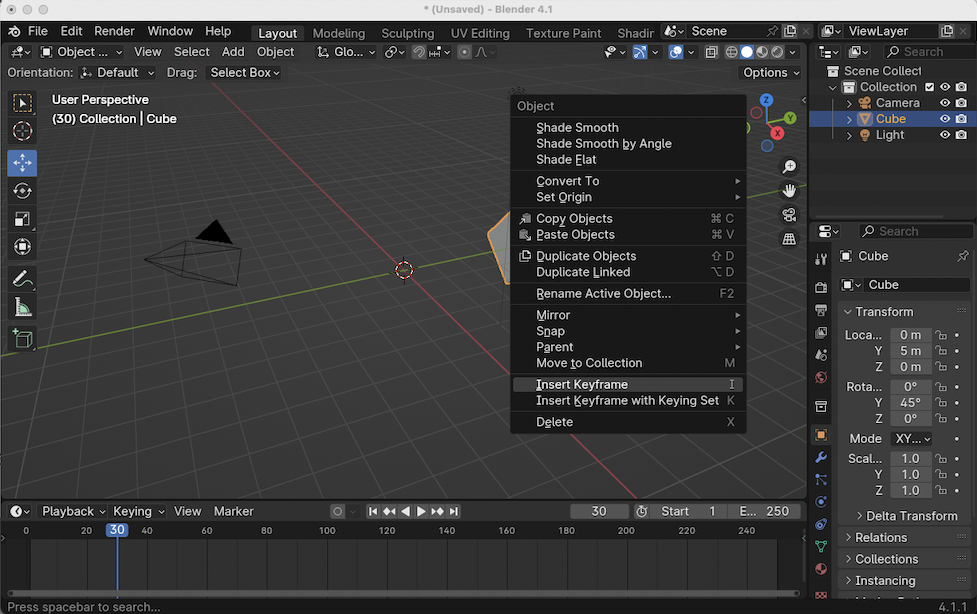 * (Unsaved) - Blender 4.1
File Edit Render Window Help Layout Modeling Sculpting UV Editing Texture Paint Shadir Scene ViewLayer
Object ... View Select Add Object Glo... Search
Orientation: Default Drag: Select Box Options
User Perspective
(30) Collection | Cube
Z
Y
X
Object
Shade Smooth
Shade Smooth by Angle
Shade Flat
Convert To
Set Origin
Copy Objects ⌘ C
Paste Objects ⌘ V
Duplicate Objects ⇧ D
Duplicate Linked ⌥ D
Rename Active Object... F2
Mirror
Snap
Parent
Move to Collection M
Insert Keyframe I
Insert Keyframe with Keying Set K
Delete X
Scene Collect
Collection
Camera
Cube
Light
Search
Cube
Cube
Transform
Loca... 0 m
Y 5 m
Z 0 m
Rota... 0°
Y 45°
Z 0°
Mode XY...
Scal... 1.0
Y 1.0
Z 1.0
Delta Transform
Relations
Collections
Instancing
Playback Keying View Marker 30 Start 1 E... 250
0 20 30 40 60 80 100 120 140 160 180 200 220 240
Press spacebar to search... 4.1.1